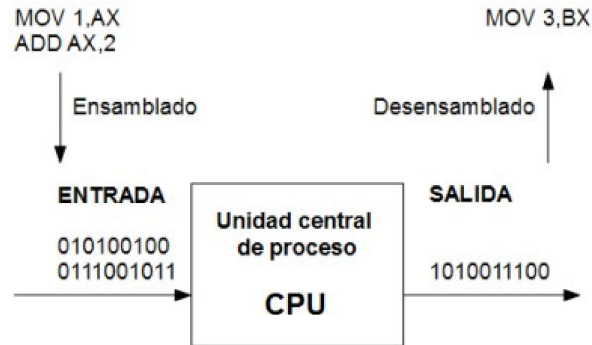 MOV 1,AX
ADD AX,2
MOV 3,BX
Ensamblado
Desensamblado
ENTRADA
010100100
0111001011
Unidad central
de proceso
CPU
SALIDA
1010011100